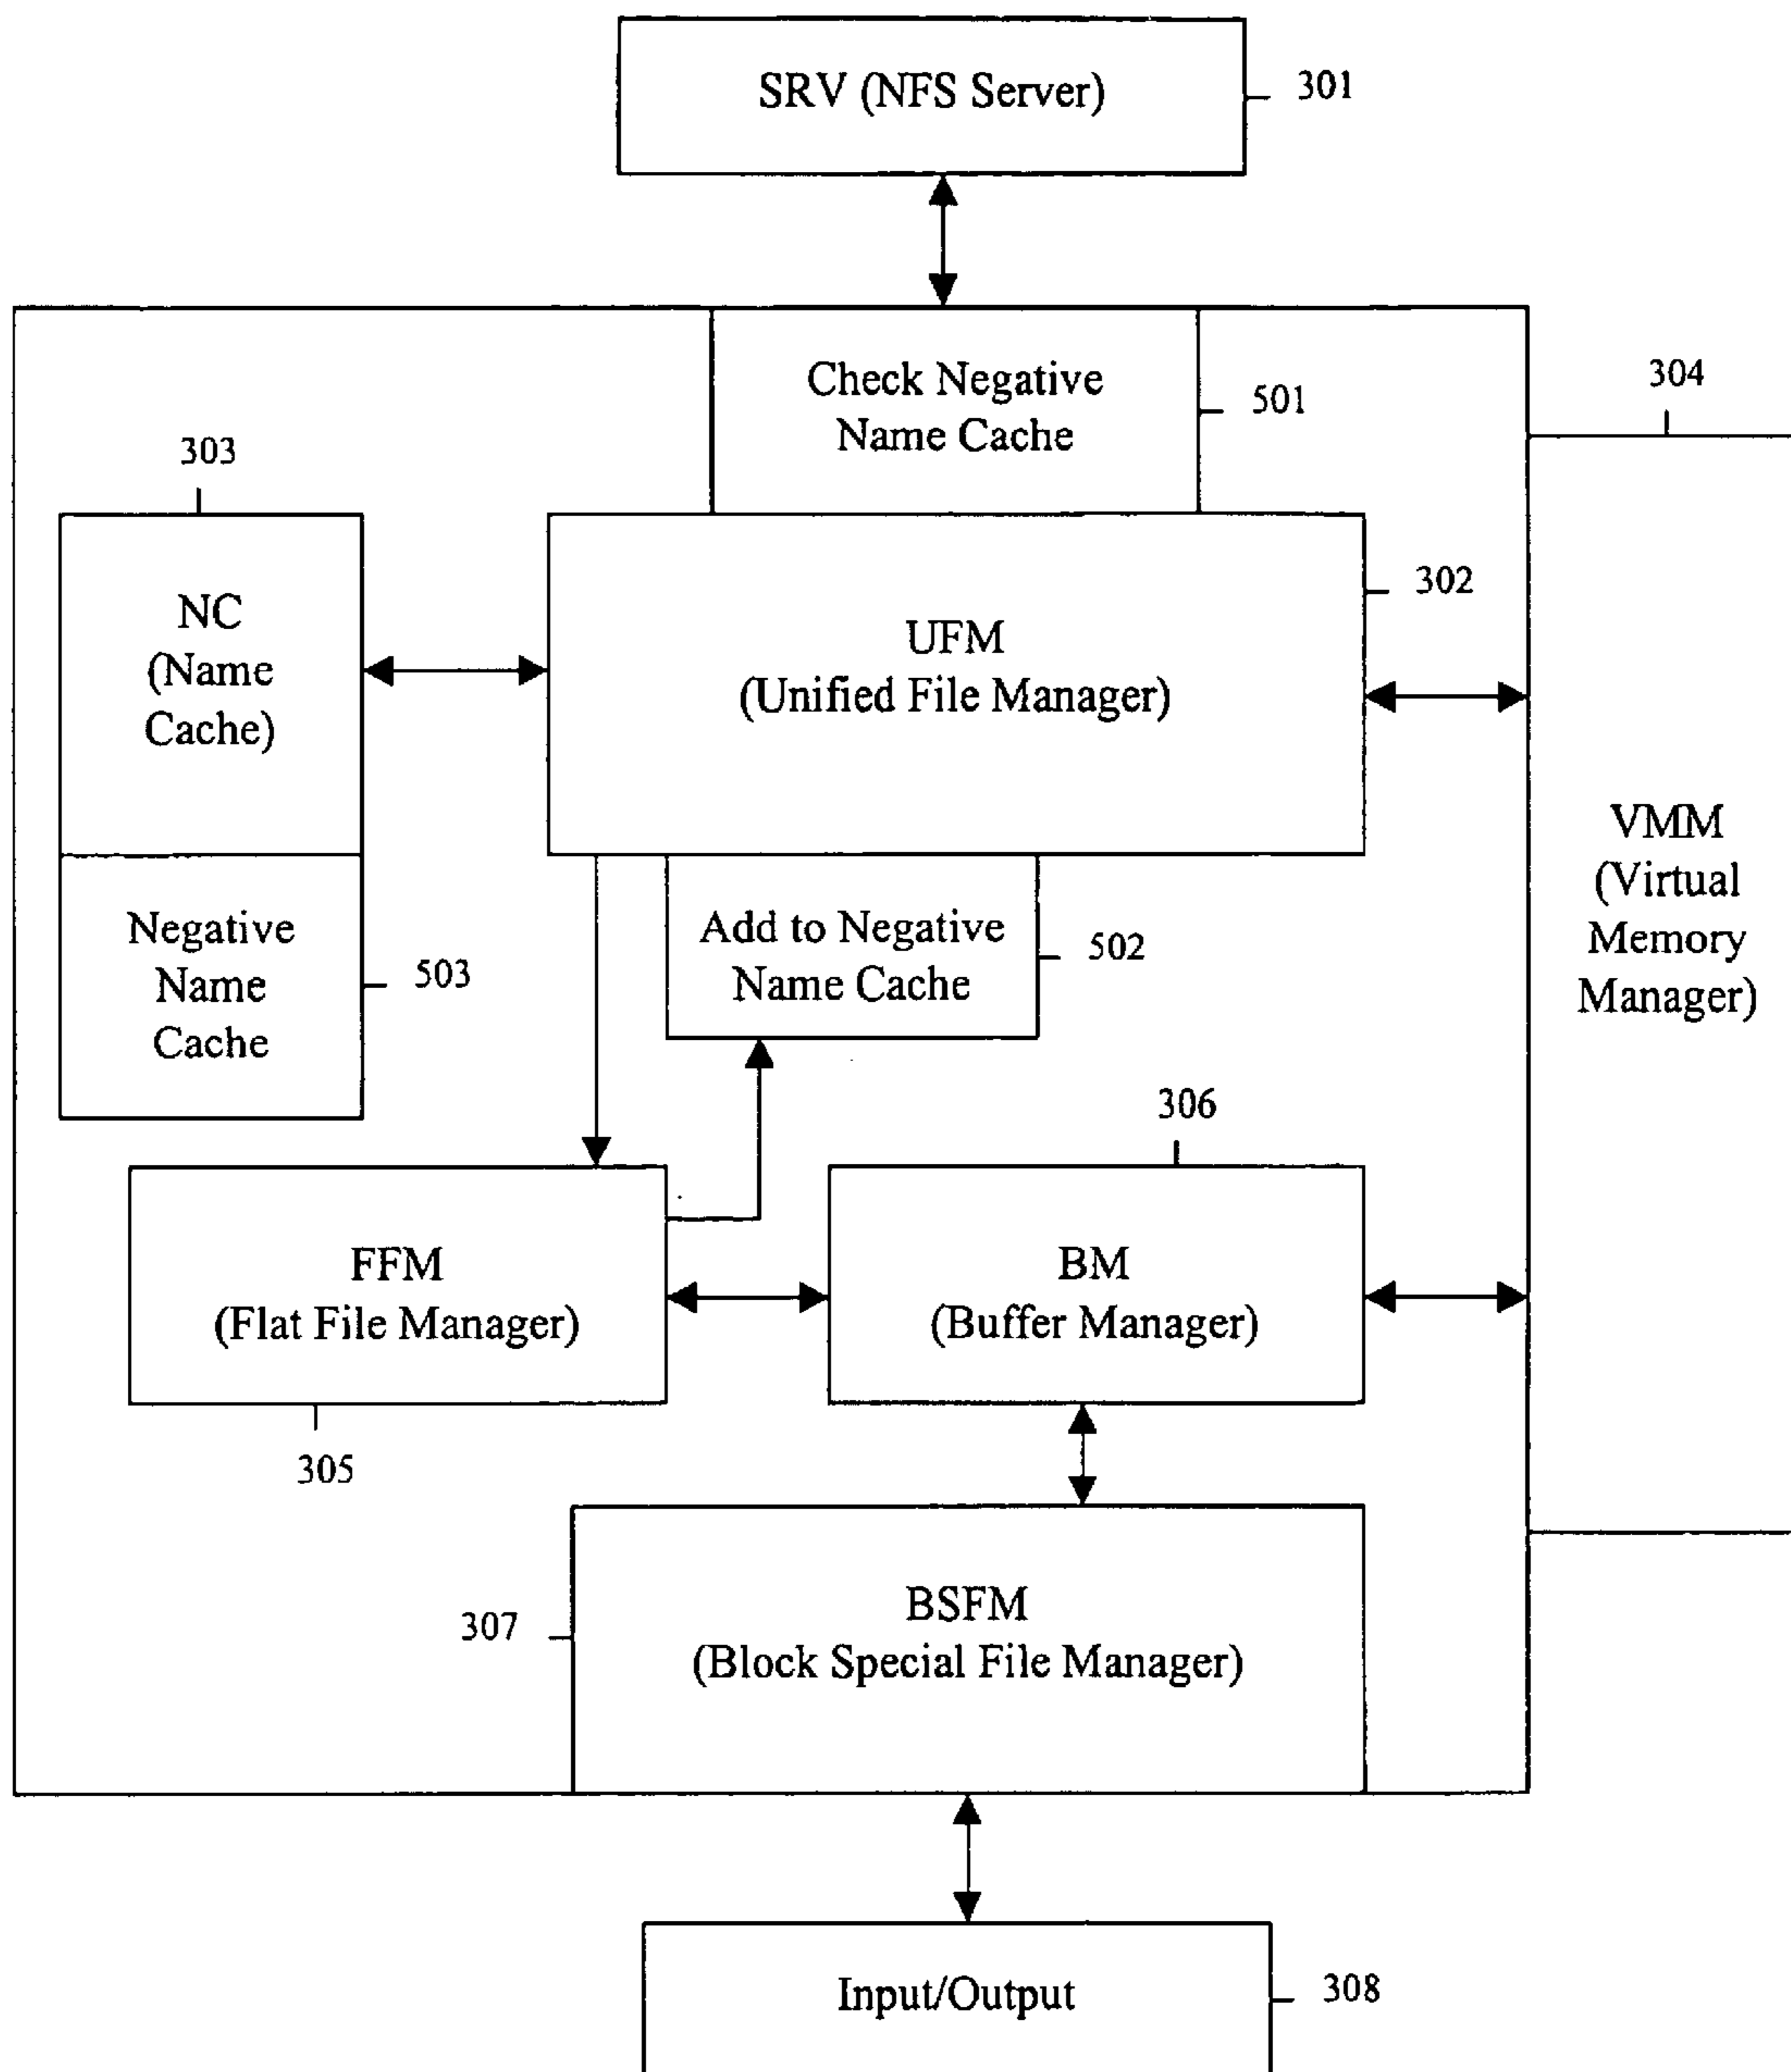 SRV (NFS Server)
301
Check Negative
Name Cache
501
304
303
NC
(Name
Cache)
302
UFM
(Unified File Manager)
VMM
(Virtual
Memory
Manager)
Negative
Name
Cache
503
Add to Negative
Name Cache
502
306
FFM
(Flat File Manager)
BM
(Buffer Manager)
305
307
BSFM
(Block Special File Manager)
Input/Output
308